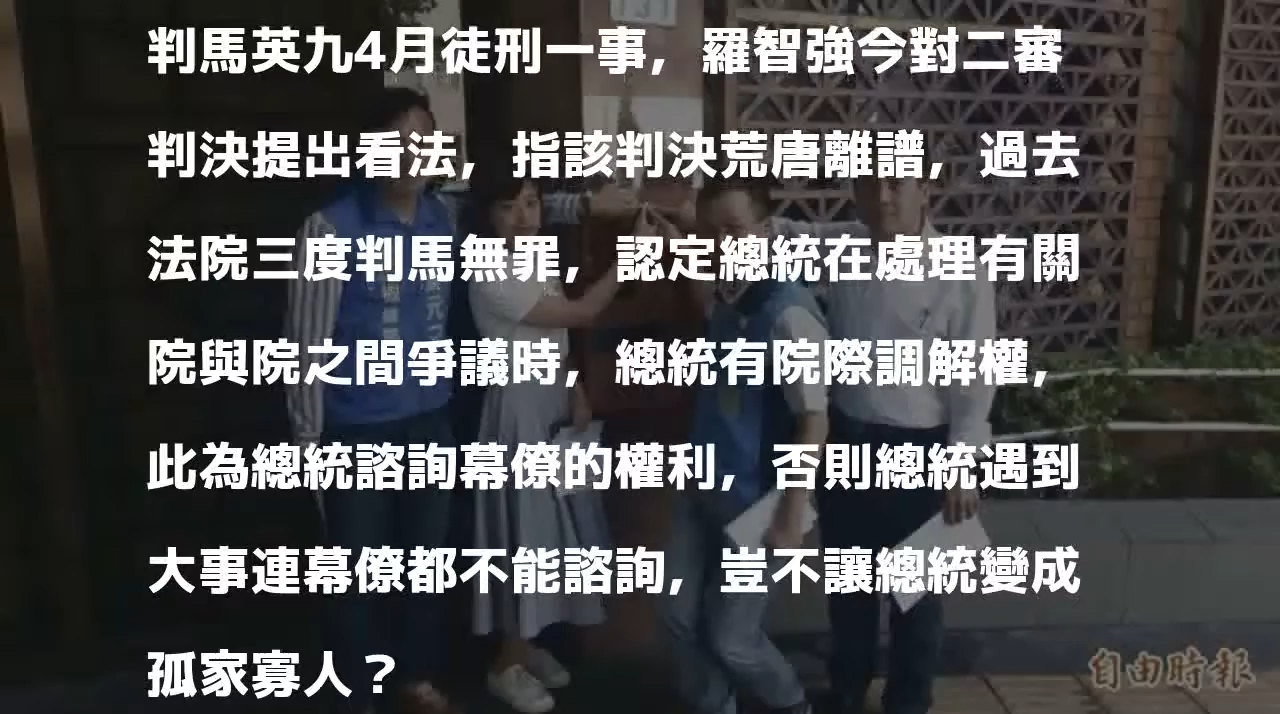 131
判馬英九4月徒刑一事，羅智強今對二審
判決提出看法，指該判決荒唐離譜，過去
法院三度判馬無罪，認定總統在處理有關
院與院之間爭議時，總統有院際調解權，
此為總統諮詢幕僚的權利，否則總統遇到
大事連幕僚都不能諮詢，豈不讓總統變成
孤家寡人？
自由時報